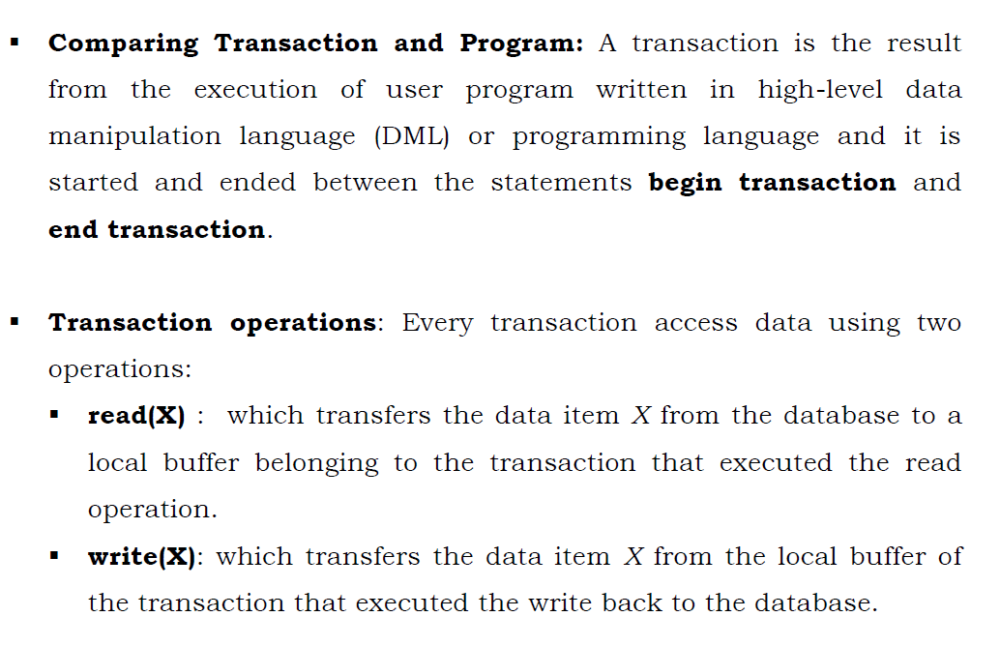 ▪ Comparing Transaction and Program: A transaction is the result
from the execution of user program written in high-level data
manipulation language (DML) or programming language and it is
started and ended between the statements begin transaction and
end transaction.
▪ Transaction operations: Every transaction access data using two
operations:
▪ read(X) : which transfers the data item X from the database to a
local buffer belonging to the transaction that executed the read
operation.
▪ write(X): which transfers the data item X from the local buffer of
the transaction that executed the write back to the database.